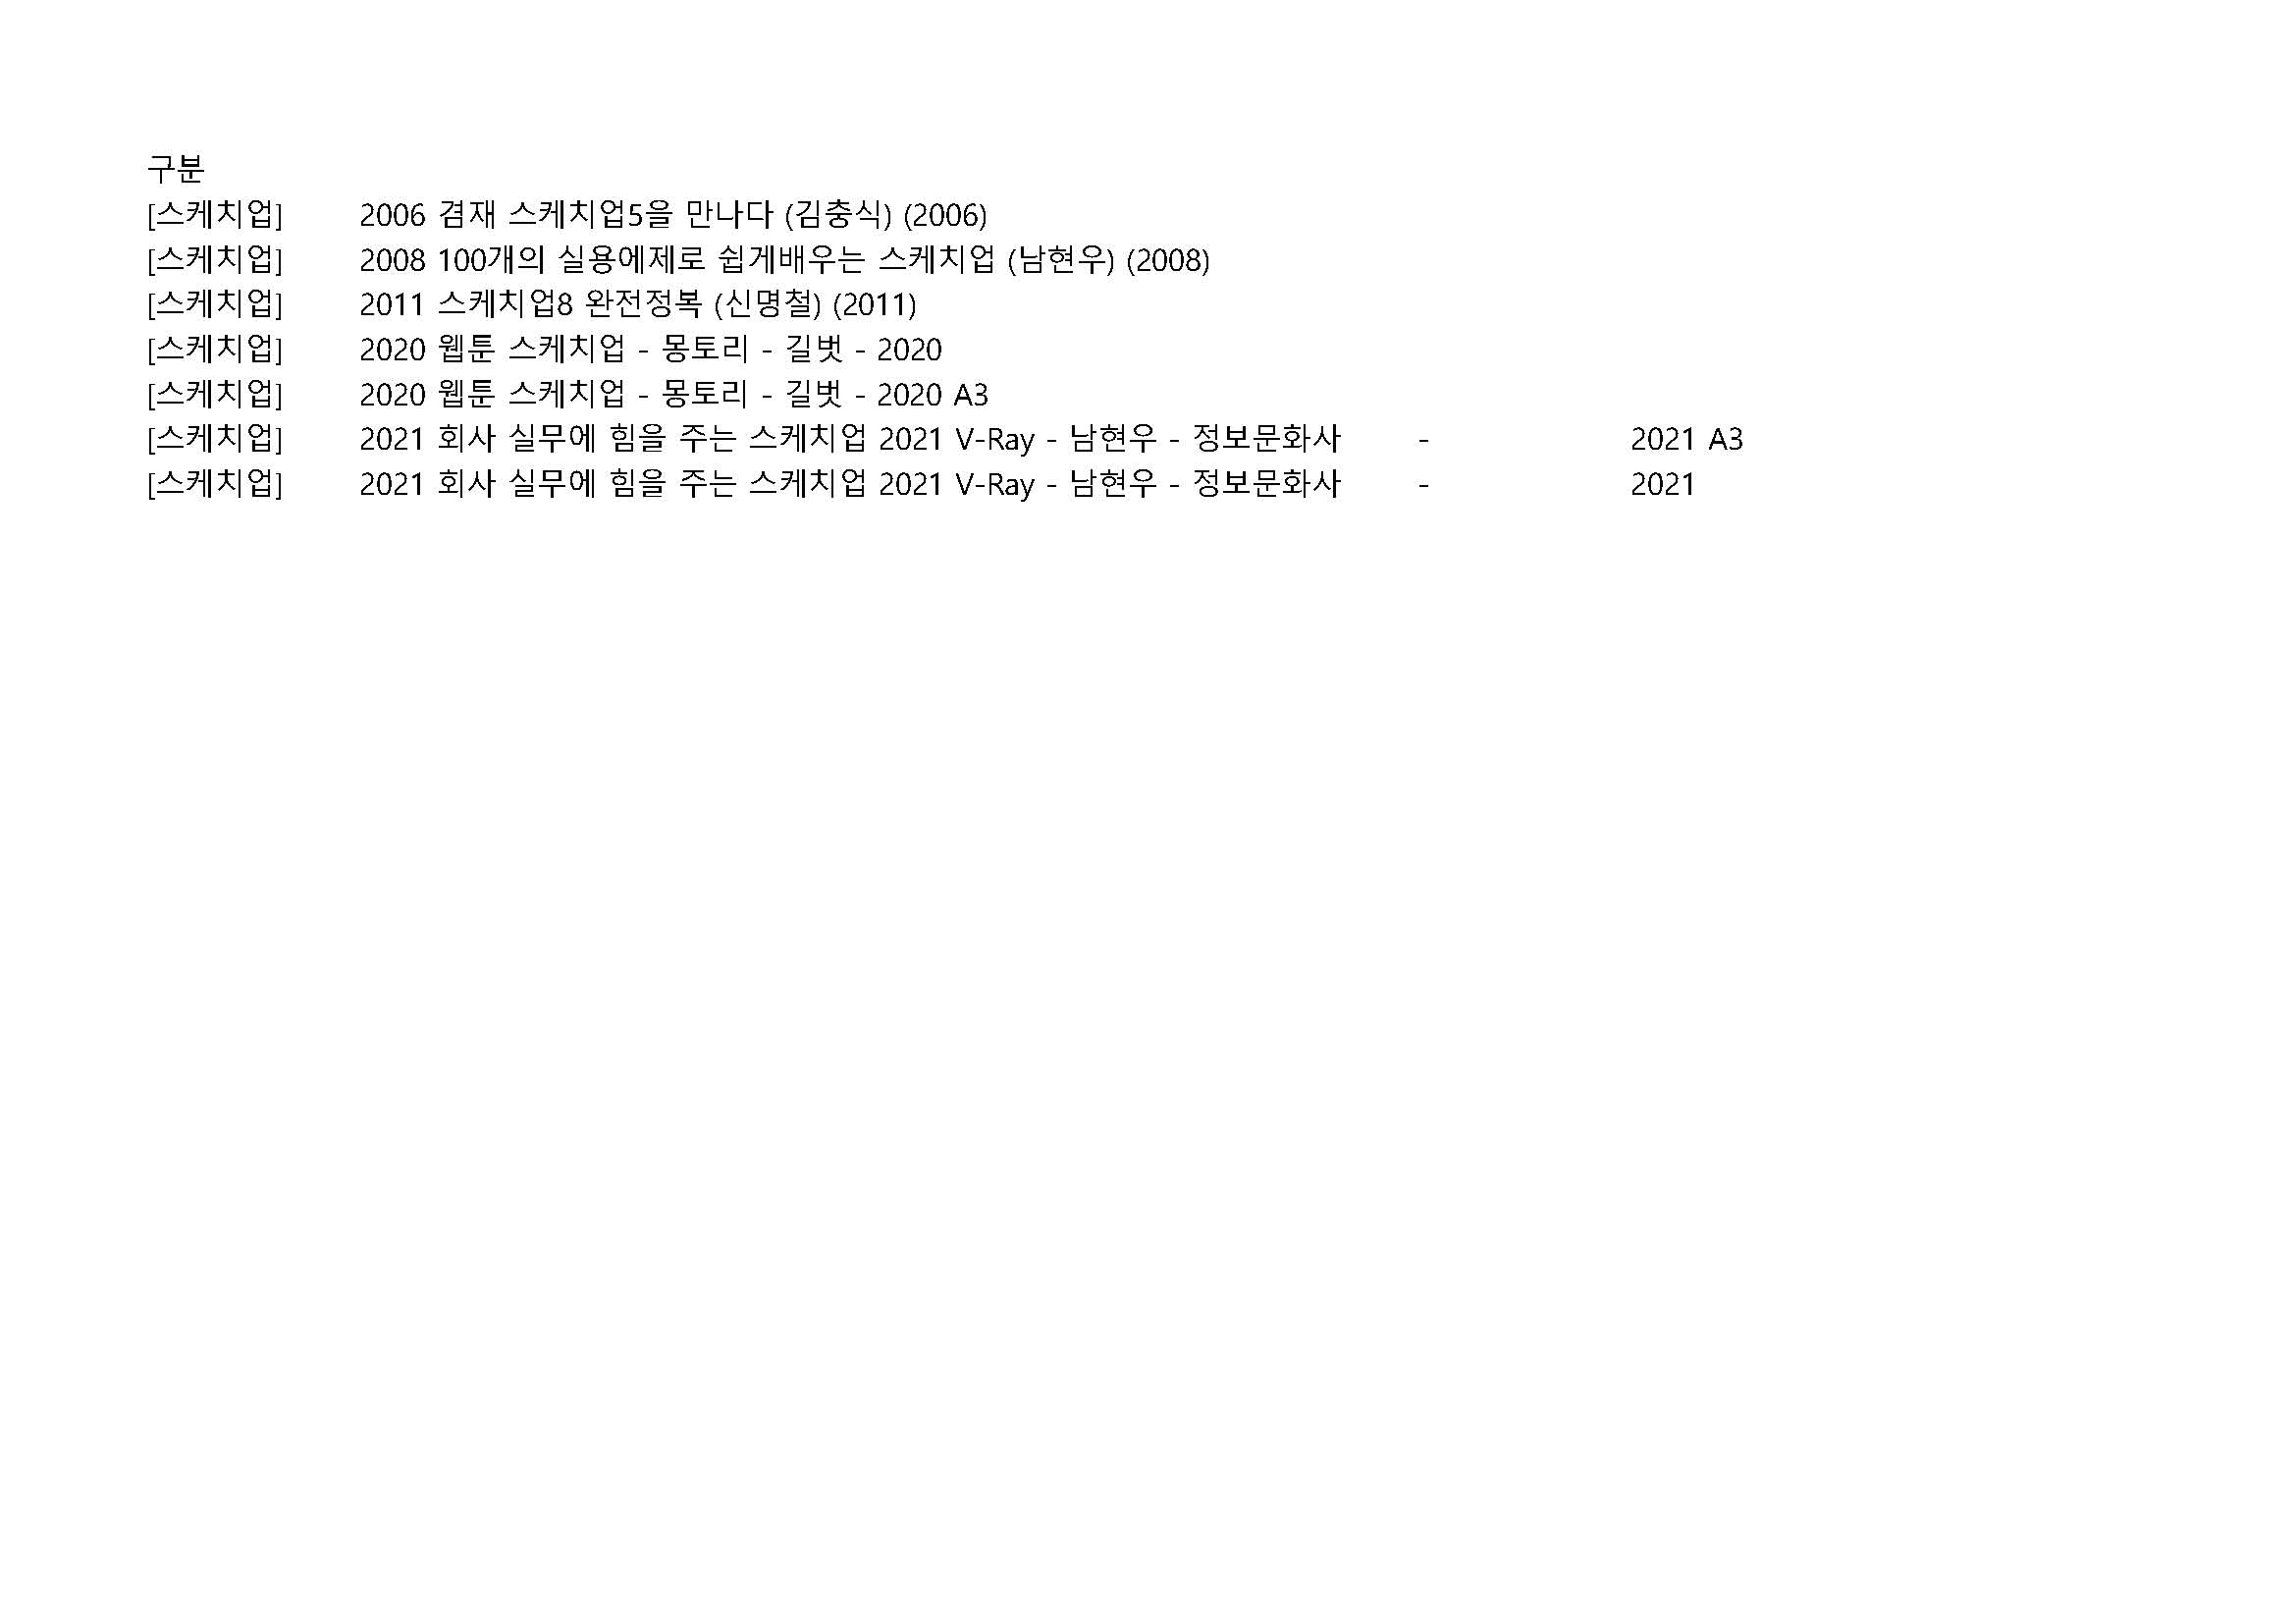 구분
[스케치업] 2006 겸재 스케치업5을 만나다 (김충식) (2006)
[스케치업] 2008 100개의 실용에제로 쉽게배우는 스케치업 (남현우) (2008)
[스케치업] 2011 스케치업8 완전정복 (신명철) (2011)
[스케치업] 2020 웹툰 스케치업 - 몽토리 - 길벗 - 2020
[스케치업] 2020 웹툰 스케치업 - 몽토리 - 길벗 - 2020 A3
[스케치업] 2021 회사 실무에 힘을 주는 스케치업 2021 V-Ray - 남현우 - 정보문화사 - 2021 A3
[스케치업] 2021 회사 실무에 힘을 주는 스케치업 2021 V-Ray - 남현우 - 정보문화사 - 2021